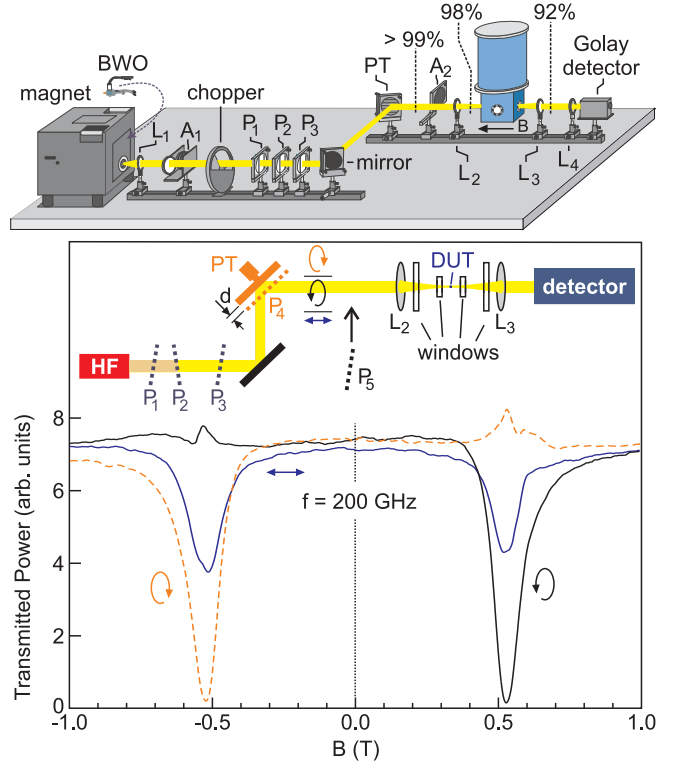 BWO
magnet
L1
A1
chopper
P1
P2
P3
mirror
PT
> 99%
A2
98%
92%
Golay
detector
B
L2
L3
L4
PT
d
P4
DUT
detector
L2
L3
windows
HF
P1
P2
P3
P5
Transmitted Power (arb. units)
8
6
4
2
0
f = 200 GHz
-1.0
-0.5
0.0
0.5
1.0
B (T)